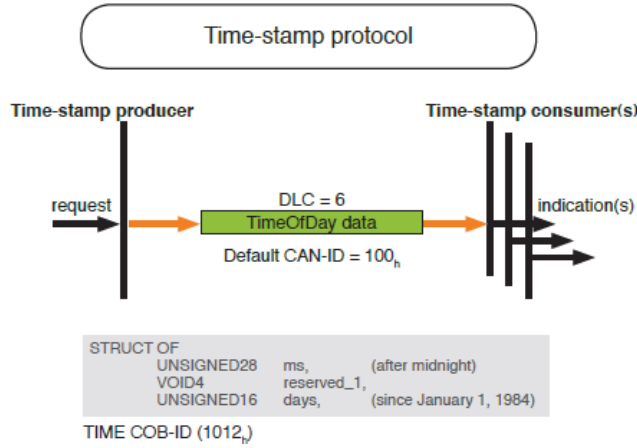 Time-stamp protocol
Time-stamp producer
Time-stamp consumer(s)
request
DLC = 6
TimeOfDay data
Default CAN-ID = 100h
indication(s)
STRUCT OF
UNSIGNED28 ms, (after midnight)
VOID4 reserved_1,
UNSIGNED16 days, (since January 1, 1984)
TIME COB-ID (1012h)